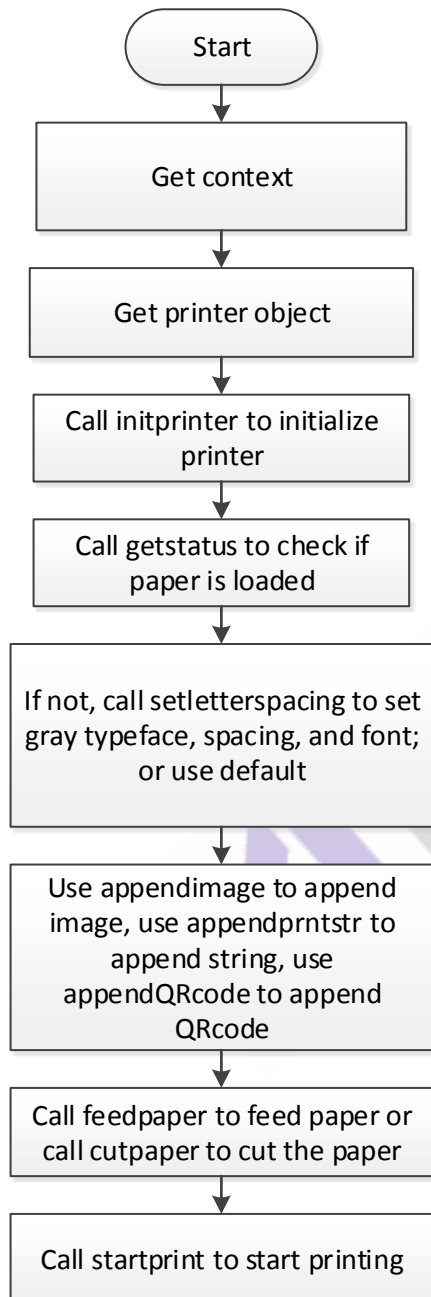 Start
Get context
Get printer object
Call initprinter to initialize
printer
Call getstatus to check if
paper is loaded
If not, call setletterspacing to set
gray typeface, spacing, and font;
or use default
Use appendimage to append
image, use appendprntstr to
append string, use
appendQRcode to append
QRcode
Call feedpaper to feed paper or
call cutpaper to cut the paper
Call startprint to start printing